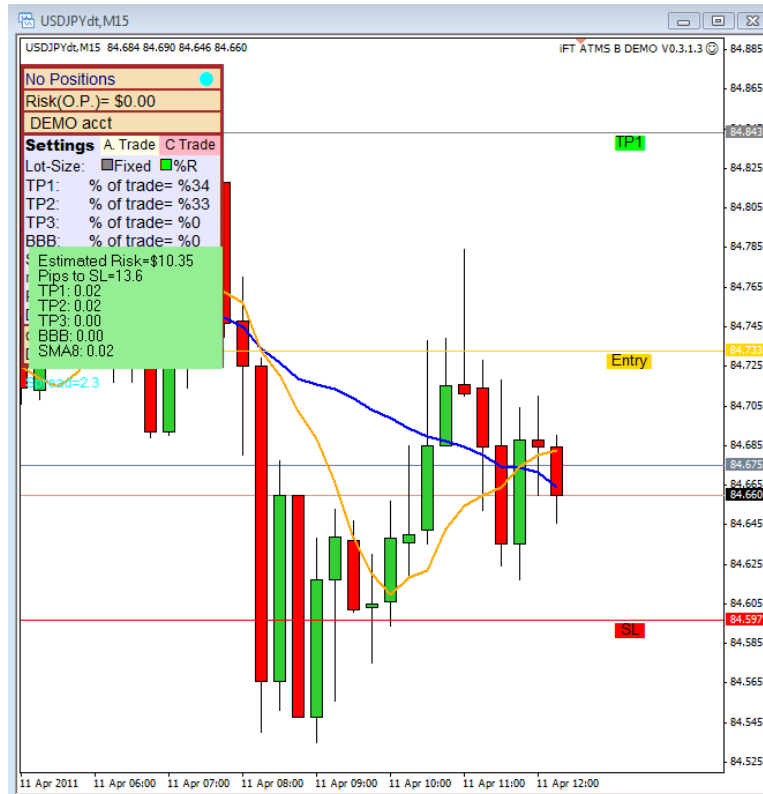 USDJPYdt,M15
USDJPYdt,M15 84.684 84.690 84.646 84.660
iFT ATMS B DEMO V0.3.1.3
No Positions
Risk(O.P.)= $0.00
DEMO acct
Settings A. Trade C Trade
Lot-Size: Fixed %R
TP1: % of trade= %34
TP2: % of trade= %33
TP3: % of trade= %0
BBB: % of trade= %0
Estimated Risk=$10.35
Pips to SL=13.6
TP1: 0.02
TP2: 0.02
TP3: 0.00
BBB: 0.00
SMA8: 0.02
Spread=2.3
TP1
Entry
SL
84.885
84.865
84.843
84.825
84.805
84.785
84.765
84.745
84.733
84.725
84.705
84.685
84.675
84.665
84.660
84.645
84.625
84.605
84.597
84.585
84.565
84.545
84.525
11 Apr 2011 11 Apr 06:00 11 Apr 07:00 11 Apr 08:00 11 Apr 09:00 11 Apr 10:00 11 Apr 11:00 11 Apr 12:00